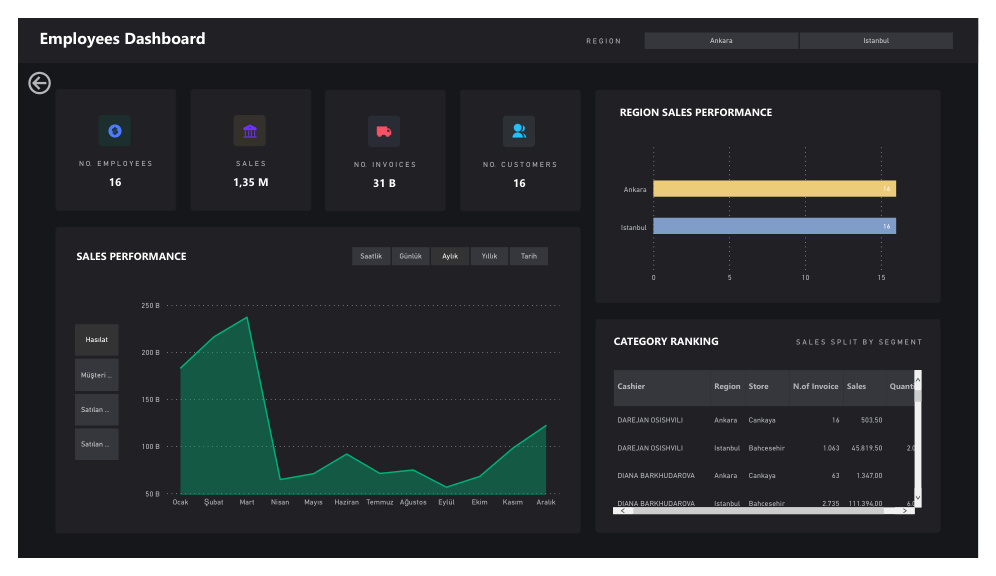 Employees Dashboard
REGION
Ankara
Istanbul
NO. EMPLOYEES
16
SALES
1,35 M
NO. INVOICES
31 B
NO. CUSTOMERS
16
REGION SALES PERFORMANCE
Ankara 16
Istanbul 16
0 5 10 15
SALES PERFORMANCE
Saatlik Günlük Aylık Yıllık Tarih
Hasılat
Müşteri ...
Satılan ...
Satılan ...
250 B
200 B
150 B
100 B
50 B
Ocak Şubat Mart Nisan Mayıs Haziran Temmuz Ağustos Eylül Ekim Kasım Aralık
CATEGORY RANKING
SALES SPLIT BY SEGMENT
Cashier Region Store N.of Invoice Sales Quant
DAREJAN OSISHVILI Ankara Cankaya 16 503,50
DAREJAN OSISHVILI Istanbul Bahcesehir 1.063 45.819,50 2.0
DIANA BARKHUDAROVA Ankara Cankaya 63 1.347,00
DIANA BARKHUDAROVA Istanbul Bahcesehir 2.735 111.394,00